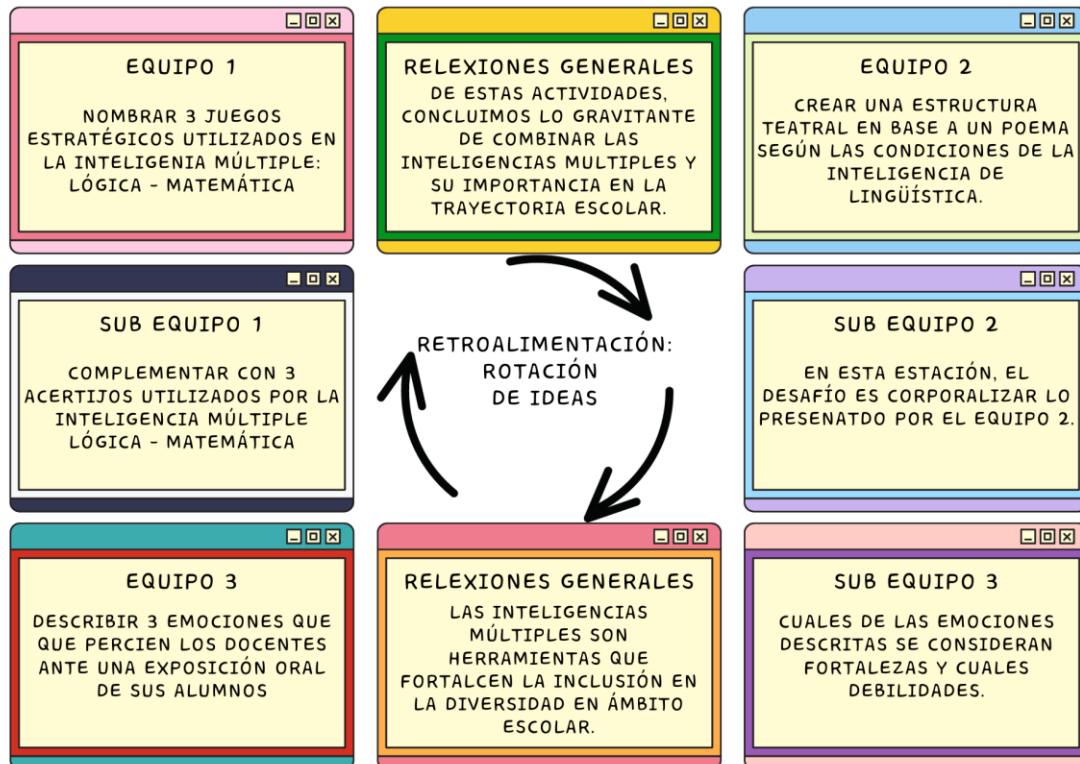 EQUIPO 1
NOMBRAR 3 JUEGOS
ESTRATÉGICOS UTILIZADOS EN
LA INTELIGENIA MÚLTIPLE:
LÓGICA - MATEMÁTICA
RELEXIONES GENERALES
DE ESTAS ACTIVIDADES,
CONCLUIMOS LO GRAVITANTE
DE COMBINAR LAS
INTELIGENCIAS MULTIPLES Y
SU IMPORTANCIA EN LA
TRAYECTORIA ESCOLAR.
EQUIPO 2
CREAR UNA ESTRUCTURA
TEATRAL EN BASE A UN POEMA
SEGÚN LAS CONDICIONES DE LA
INTELIGENCIA DE
LINGÜÍSTICA.
SUB EQUIPO 1
COMPLEMENTAR CON 3
ACERTIJOS UTILIZADOS POR LA
INTELIGENCIA MÚLTIPLE
LÓGICA - MATEMÁTICA
RETROALIMENTACIÓN:
ROTACIÓN
DE IDEAS
SUB EQUIPO 2
EN ESTA ESTACIÓN, EL
DESAFÍO ES CORPORALIZAR LO
PRESENATDO POR EL EQUIPO 2.
EQUIPO 3
DESCRIBIR 3 EMOCIONES QUE
QUE PERCIEN LOS DOCENTES
ANTE UNA EXPOSICIÓN ORAL
DE SUS ALUMNOS
RELEXIONES GENERALES
LAS INTELIGENCIAS
MÚLTIPLES SON
HERRAMIENTAS QUE
FORTALCEN LA INCLUSIÓN EN
LA DIVERSIDAD EN ÁMBITO
ESCOLAR.
SUB EQUIPO 3
CUALES DE LAS EMOCIONES
DESCRITAS SE CONSIDERAN
FORTALEZAS Y CUALES
DEBILIDADES.